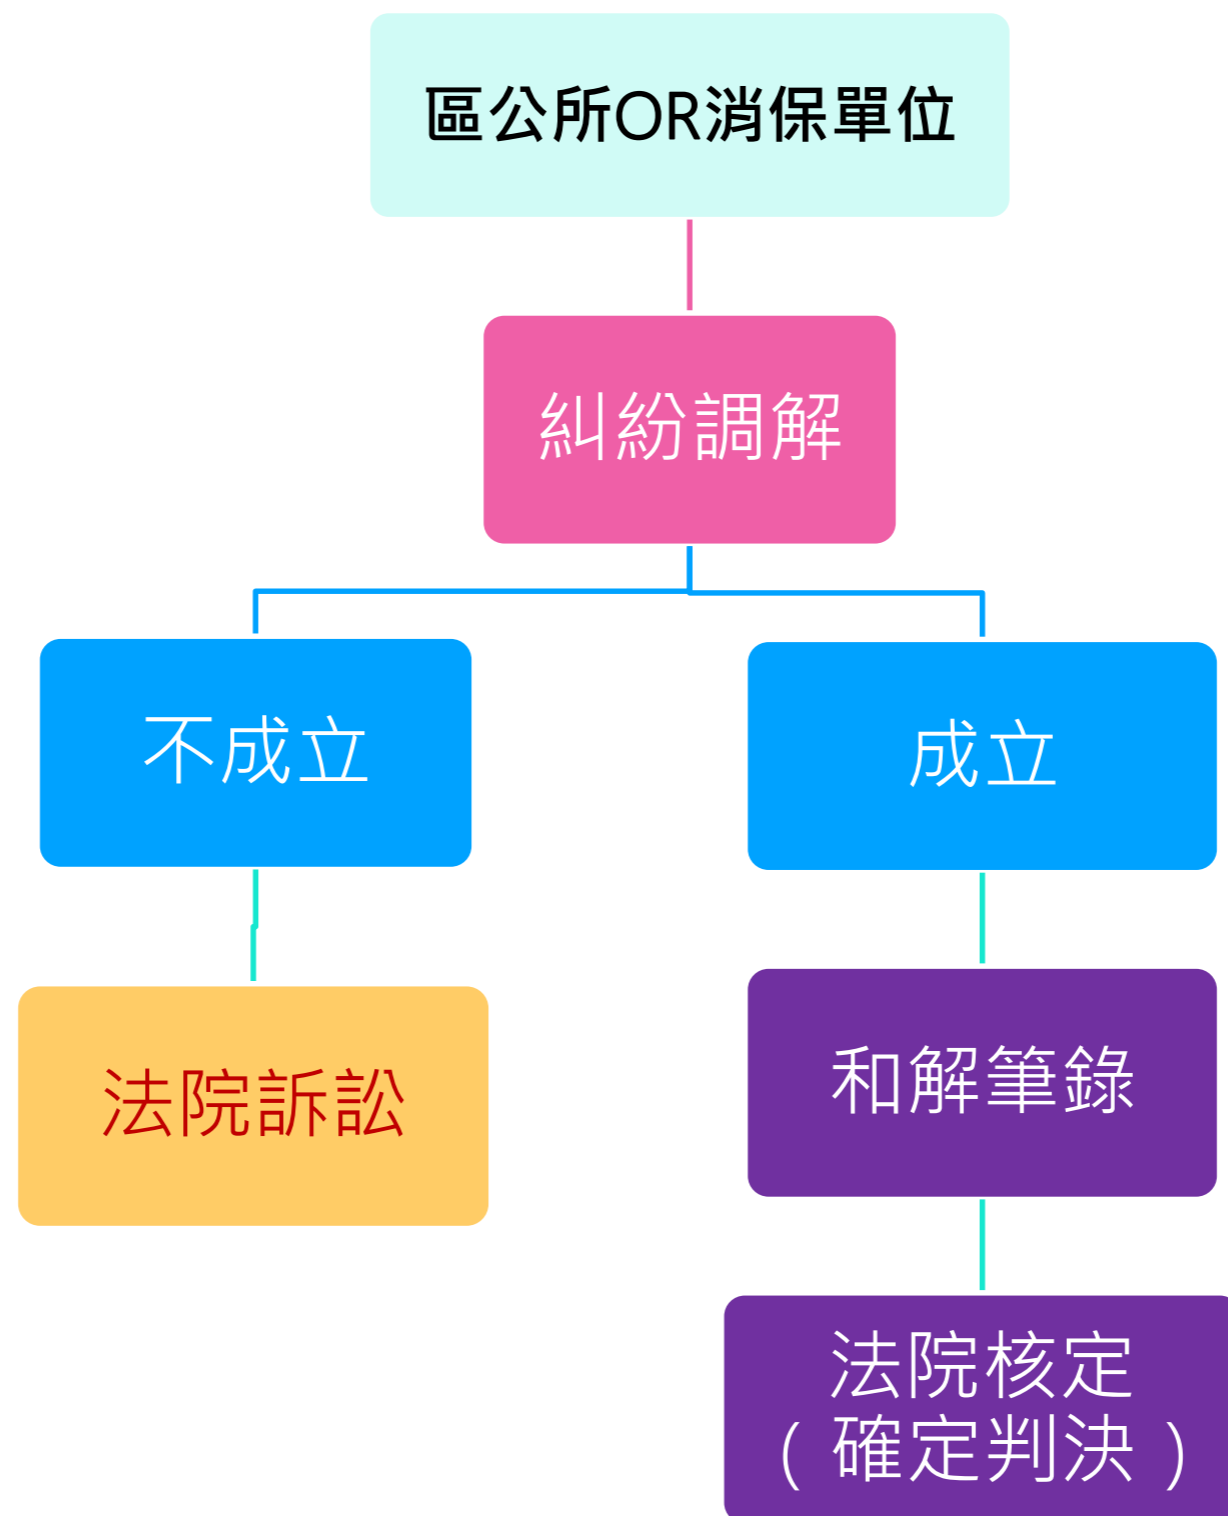 區公所OR消保單位
糾紛調解
不成立
成立
法院訴訟
和解筆錄
法院核定
（確定判決）